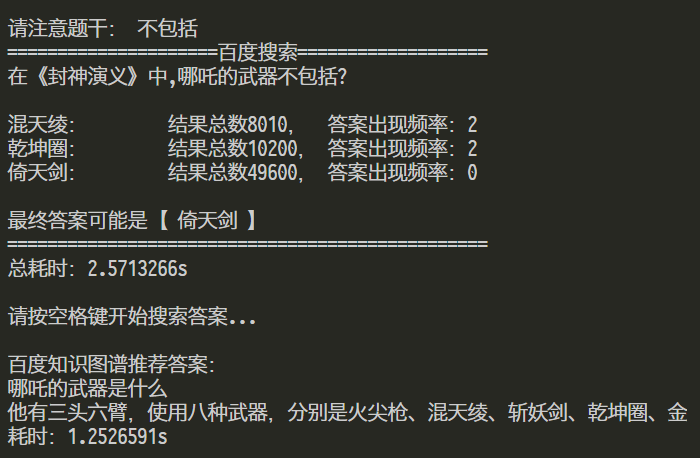 请注意题干： 不包括
=====================百度搜索===================
在《封神演义》中,哪吒的武器不包括?
混天绫: 结果总数8010， 答案出现频率: 2
乾坤圈: 结果总数10200， 答案出现频率: 2
倚天剑: 结果总数49600， 答案出现频率: 0
最终答案可能是【 倚天剑 】
================================================
总耗时: 2.5713266s
请按空格键开始搜索答案...
百度知识图谱推荐答案:
哪吒的武器是什么
他有三头六臂，使用八种武器，分别是火尖枪、混天绫、斩妖剑、乾坤圈、金
耗时: 1.2526591s